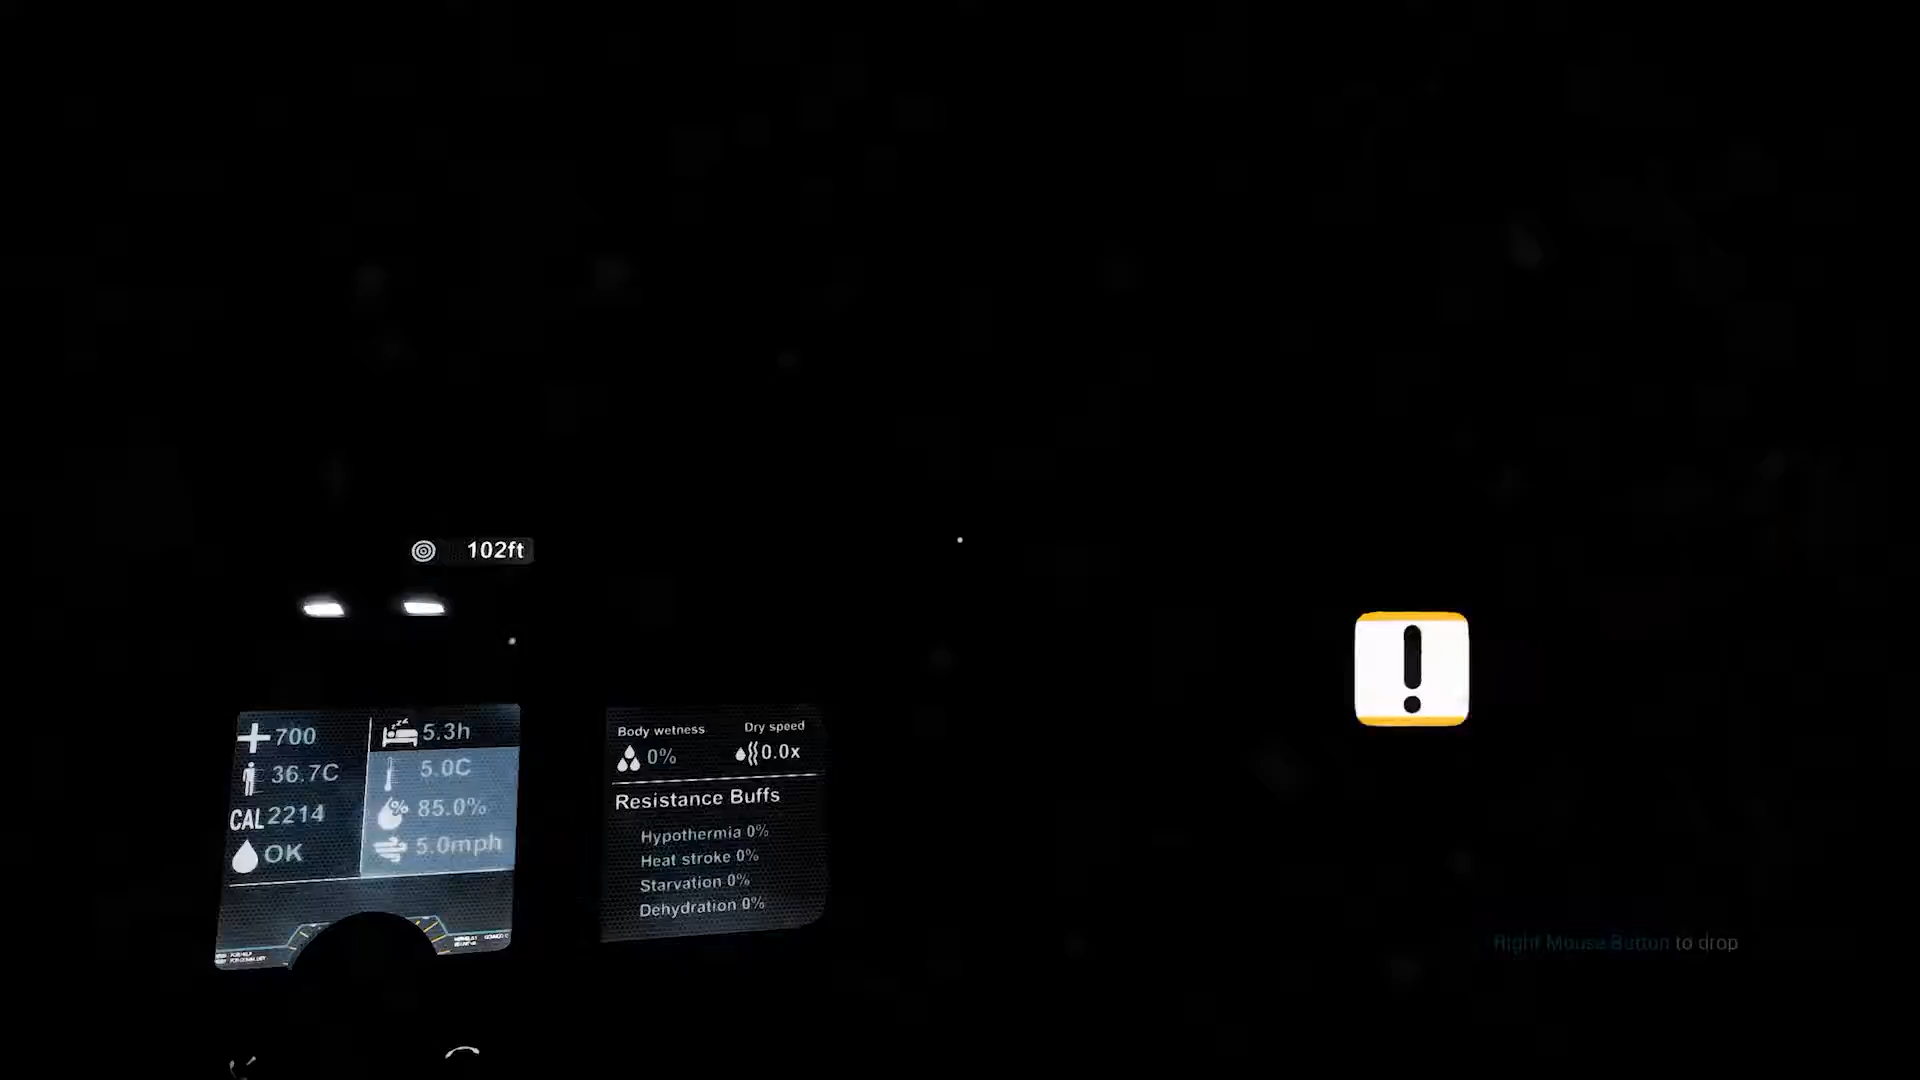 102ft
700
5.3h
36.7C
5.0C
CAL 2214
85.0%
OK
5.0mph
Body wetness
Dry speed
0%
0.0x
Resistance Buffs
Hypothermia 0%
Heat stroke 0%
Starvation 0%
Dehydration 0%
Right Mouse Button to drop